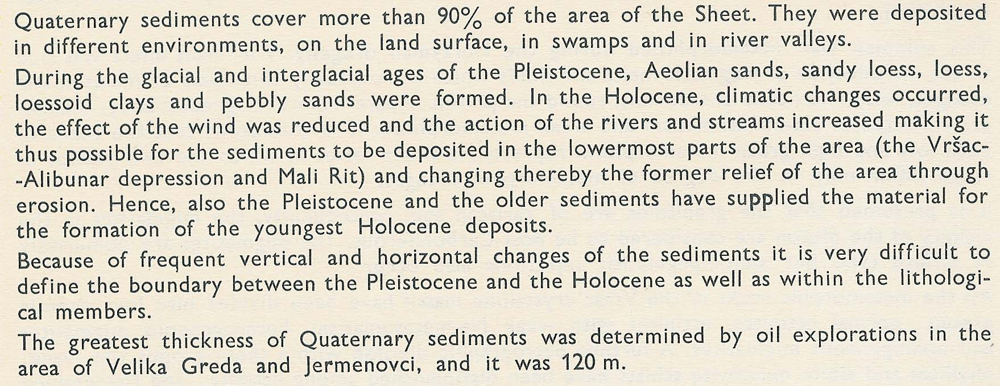 Quaternary sediments cover more than 90% of the area of the Sheet. They were deposited
in different environments, on the land surface, in swamps and in river valleys.
During the glacial and interglacial ages of the Pleistocene, Aeolian sands, sandy loess, loess,
loessoid clays and pebbly sands were formed. In the Holocene, climatic changes occurred,
the effect of the wind was reduced and the action of the rivers and streams increased making it
thus possible for the sediments to be deposited in the lowermost parts of the area (the Vršac-
-Alibunar depression and Mali Rit) and changing thereby the former relief of the area through
erosion. Hence, also the Pleistocene and the older sediments have supplied the material for
the formation of the youngest Holocene deposits.
Because of frequent vertical and horizontal changes of the sediments it is very difficult to
define the boundary between the Pleistocene and the Holocene as well as within the lithologi-
cal members.
The greatest thickness of Quaternary sediments was determined by oil explorations in the
area of Velika Greda and Jermenovci, and it was 120 m.